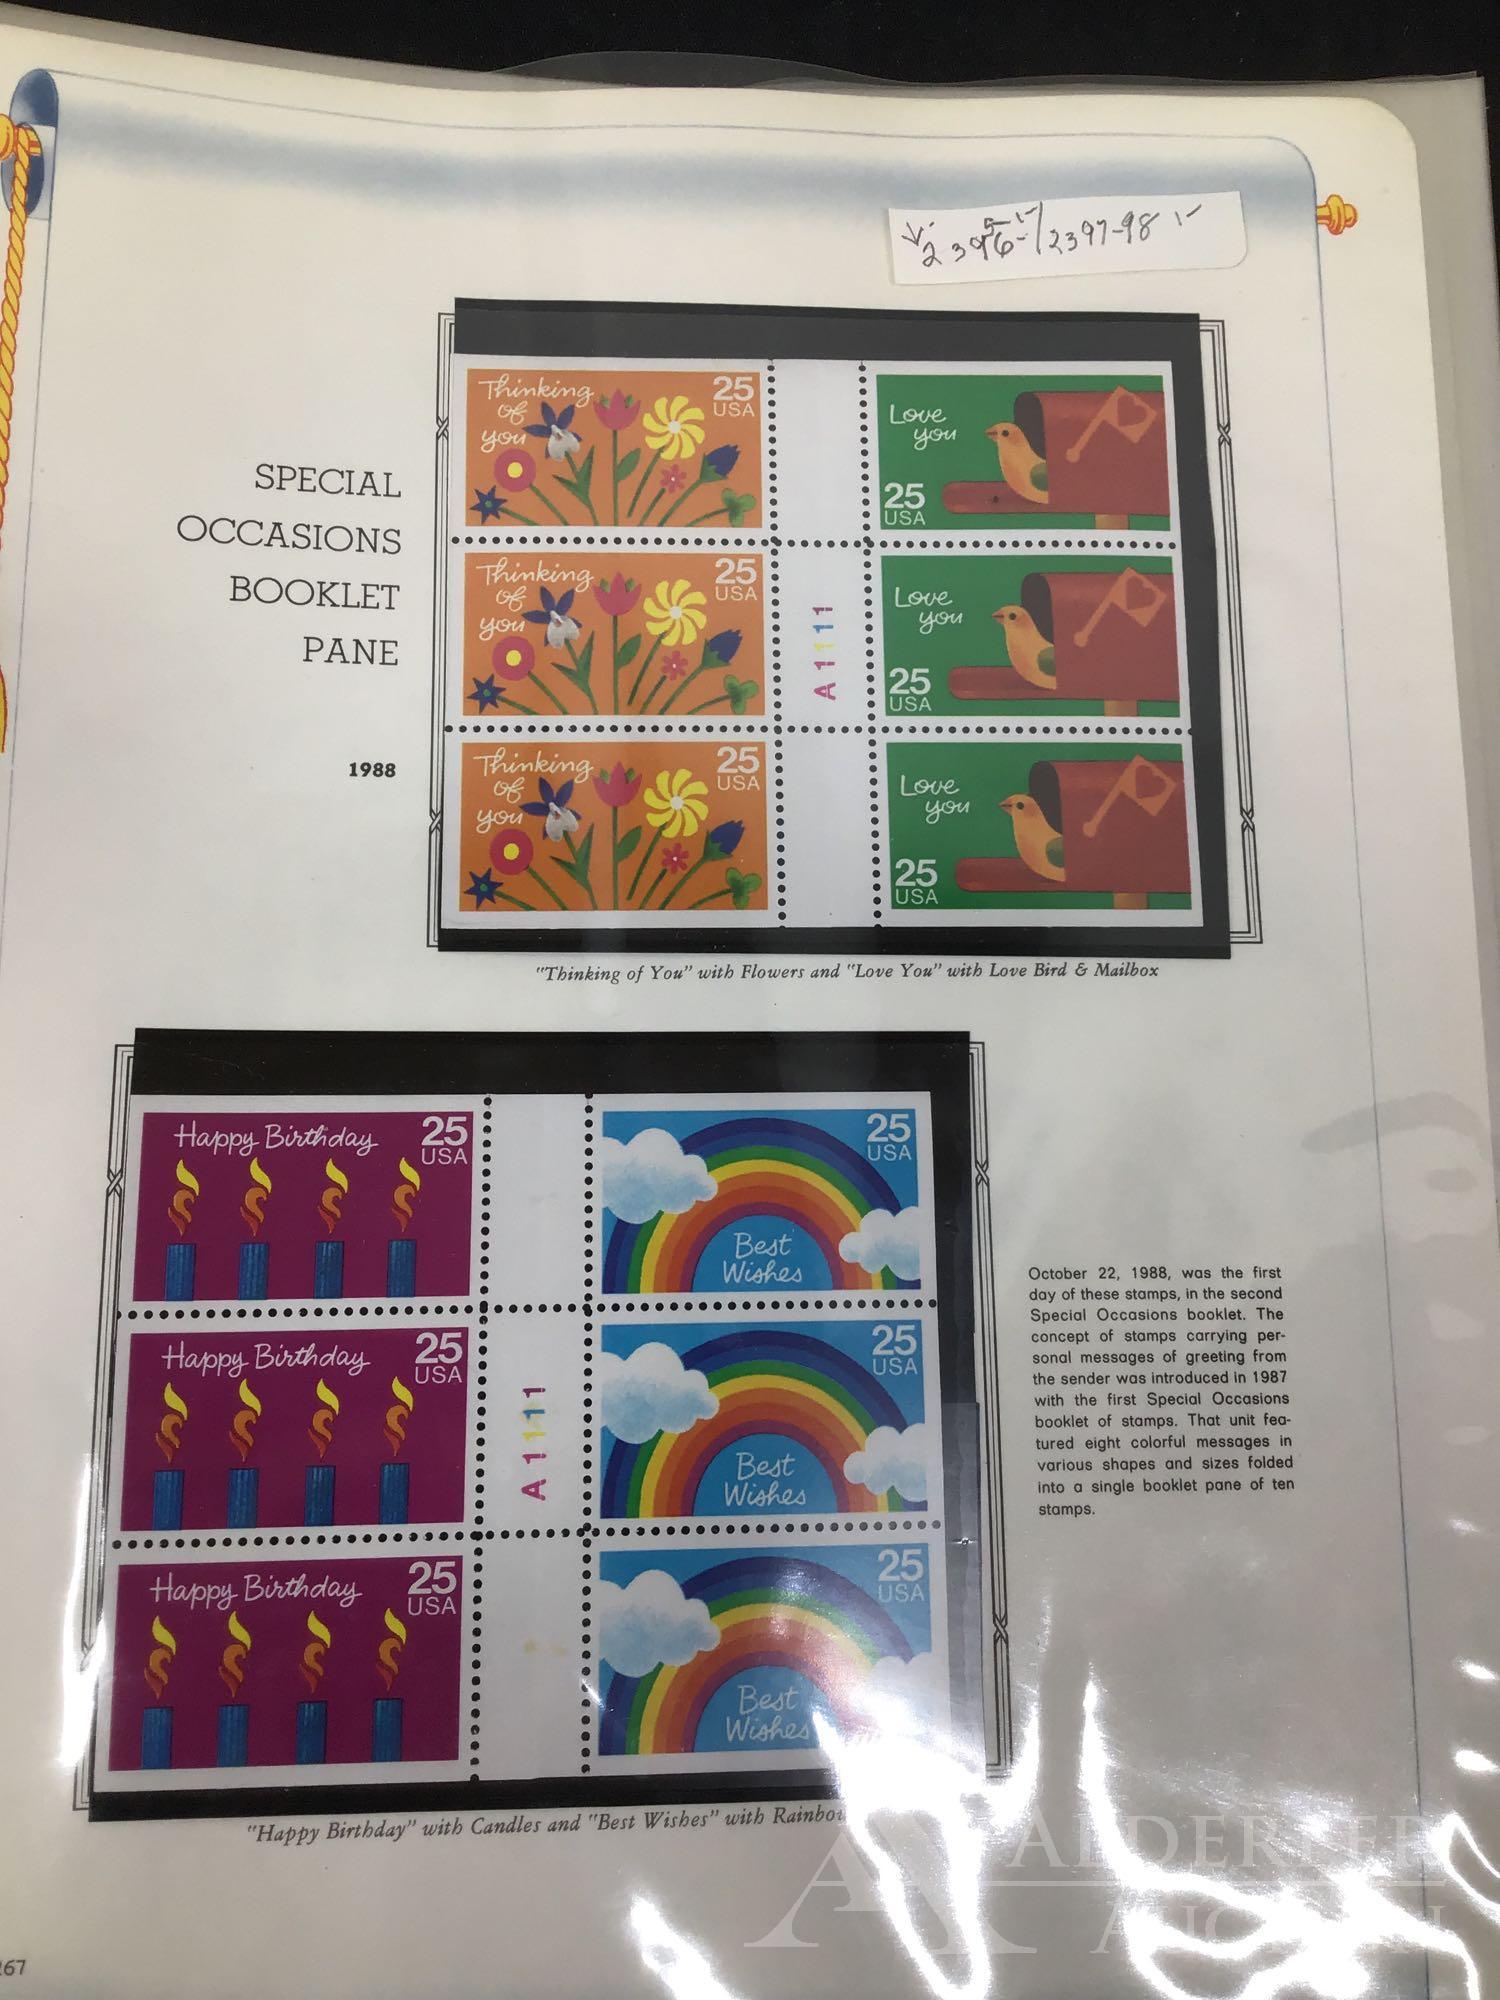 2395-96 1- / 2397-98 1-
SPECIAL
OCCASIONS
BOOKLET
PANE
1988
Thinking
of
you
25
USA
Love
you
25
USA
Thinking
of
you
25
USA
Love
you
25
USA
A1111
Thinking
of
you
25
USA
Love
you
25
USA
"Thinking of You" with Flowers and "Love You" with Love Bird & Mailbox
Happy Birthday
25
USA
25
USA
Best
Wishes
Happy Birthday
25
USA
25
USA
Best
Wishes
A1111
Happy Birthday
25
USA
25
USA
Best
Wishes
"Happy Birthday" with Candles and "Best Wishes" with
October 22, 1988, was the first
day of these stamps, in the second
Special Occasions booklet. The
concept of stamps carrying per-
sonal messages of greeting from
the sender was introduced in 1987
with the first Special Occasions
booklet of stamps. That unit fea-
tured eight colorful messages in
various shapes and sizes folded
into a single booklet pane of ten
stamps.
ALDERFER
AUCTION
267